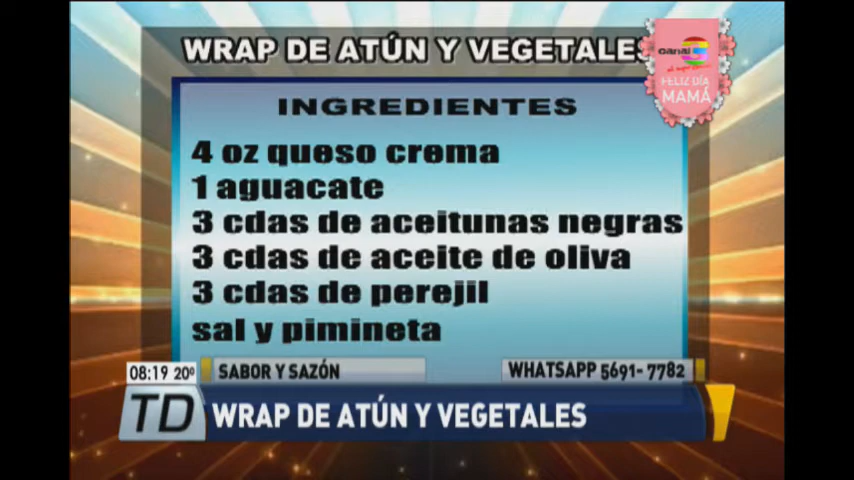 WRAP DE ATÚN Y VEGETALES
canal
FELIZ DÍA
MAMÁ
INGREDIENTES
4 oz queso crema
1 aguacate
3 cdas de aceitunas negras
3 cdas de aceite de oliva
3 cdas de perejil
sal y pimineta
08:19 20º
SABOR Y SAZÓN
WHATSAPP 5691-7782
TD
WRAP DE ATÚN Y VEGETALES